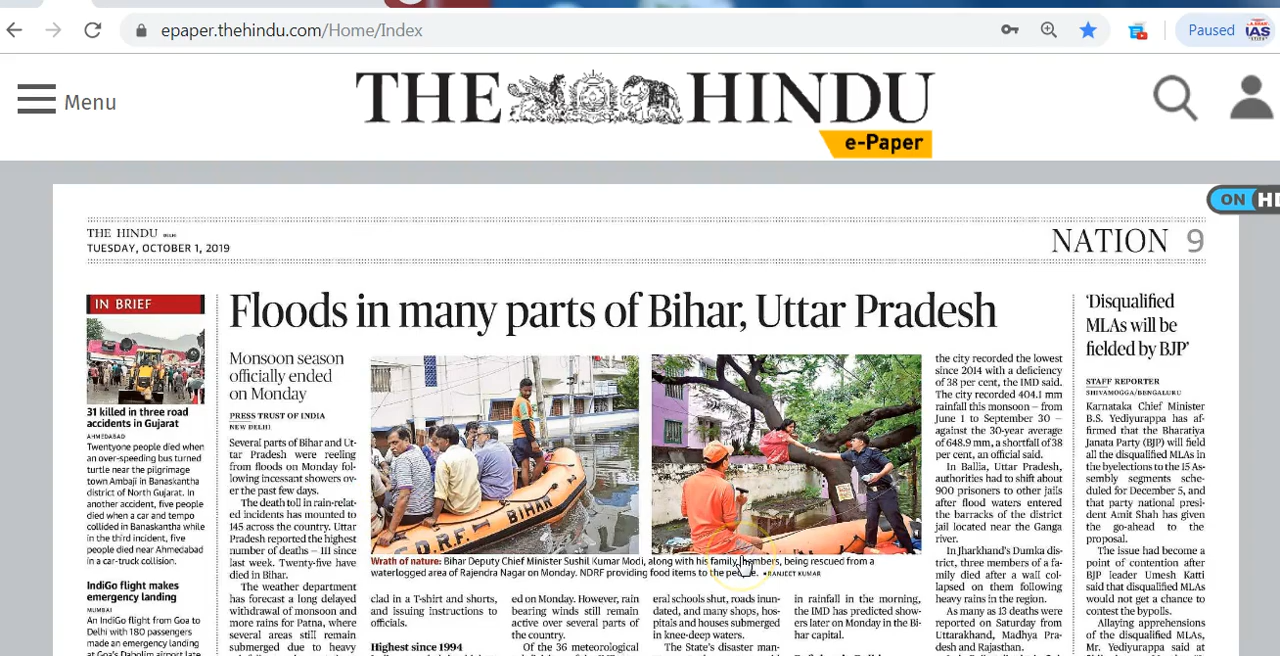 epaper.thehindu.com/Home/Index
Paused
IAS
Menu
THE HINDU
e-Paper
ON HD
THE HINDU DELHI
TUESDAY, OCTOBER 1, 2019
NATION 9
IN BRIEF
31 killed in three road
accidents in Gujarat
AHMEDABAD
Twentyone people died when
an over-speeding bus turned
turtle near the pilgrimage
town Ambaji in Banaskantha
district of North Gujarat. In
another accident, five people
died when a car and tempo
collided in Banaskantha while
in the third incident, five
people died near Ahmedabad
in a car-truck collision.
IndiGo flight makes
emergency landing
MUMBAI
An IndiGo flight from Goa to
Delhi with 180 passengers
made an emergency landing
at Goa's Dabolim airport late
Floods in many parts of Bihar, Uttar Pradesh
Monsoon season
officially ended
on Monday
PRESS TRUST OF INDIA
NEW DELHI
Several parts of Bihar and Ut-
tar Pradesh were reeling
from floods on Monday fol-
lowing incessant showers ov-
er the past few days.
The death toll in rain-relat-
ed incidents has mounted to
145 across the country. Uttar
Pradesh reported the highest
number of deaths – 111 since
last week. Twenty-five have
died in Bihar.
The weather department
has forecast a long delayed
withdrawal of monsoon and
more rains for Patna, where
several areas still remain
submerged due to heavy
N.D.R.F. BIHAR
Wrath of nature: Bihar Deputy Chief Minister Sushil Kumar Modi, along with his family members, being rescued from a
waterlogged area of Rajendra Nagar on Monday. NDRF providing food items to the people. • RANJEET KUMAR
clad in a T-shirt and shorts,
and issuing instructions to
officials.
Highest since 1994
ed on Monday. However, rain
bearing winds still remain
active over several parts of
the country.
Of the 36 meteorological
eral schools shut, roads inun-
dated, and many shops, hos-
pitals and houses submerged
in knee-deep waters.
The State's disaster man-
in rainfall in the morning,
the IMD has predicted show-
ers later on Monday in the Bi-
har capital.
the city recorded the lowest
since 2014 with a deficiency
of 38 per cent, the IMD said.
The city recorded 404.1 mm
rainfall this monsoon – from
June 1 to September 30 –
against the 30-year average
of 648.9 mm, a shortfall of 38
per cent, an official said.
In Ballia, Uttar Pradesh,
authorities had to shift about
900 prisoners to other jails
after flood waters entered
the barracks of the district
jail located near the Ganga
river.
In Jharkhand's Dumka dis-
trict, three members of a fa-
mily died after a wall col-
lapsed on them following
heavy rains in the region.
As many as 13 deaths were
reported on Saturday from
Uttarakhand, Madhya Pra-
desh and Rajasthan.
'Disqualified
MLAs will be
fielded by BJP'
STAFF REPORTER
SHIVAMOGGA/BENGALURU
Karnataka Chief Minister
B.S. Yediyurappa has af-
firmed that the Bharatiya
Janata Party (BJP) will field
all the disqualified MLAs in
the byelections to the 15 As-
sembly segments sche-
duled for December 5, and
that party national presi-
dent Amit Shah has given
the go-ahead to the
proposal.
The issue had become a
point of contention after
BJP leader Umesh Katti
said that disqualified MLAs
would not get a chance to
contest the bypolls.
Allaying apprehensions
of the disqualified MLAs,
Mr. Yediyurappa said at